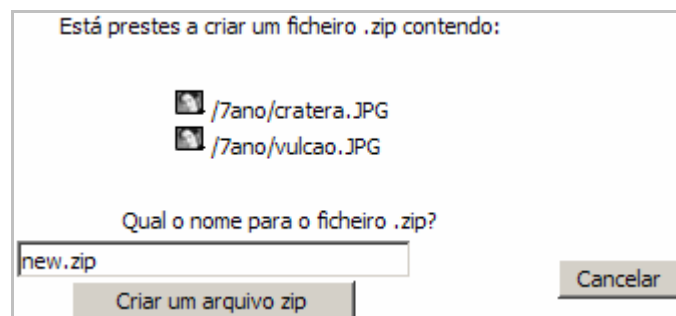 Está prestes a criar um ficheiro .zip contendo:
/7ano/cratera.JPG
/7ano/vulcao.JPG
Qual o nome para o ficheiro .zip?
new.zip
Cancelar
Criar um arquivo zip